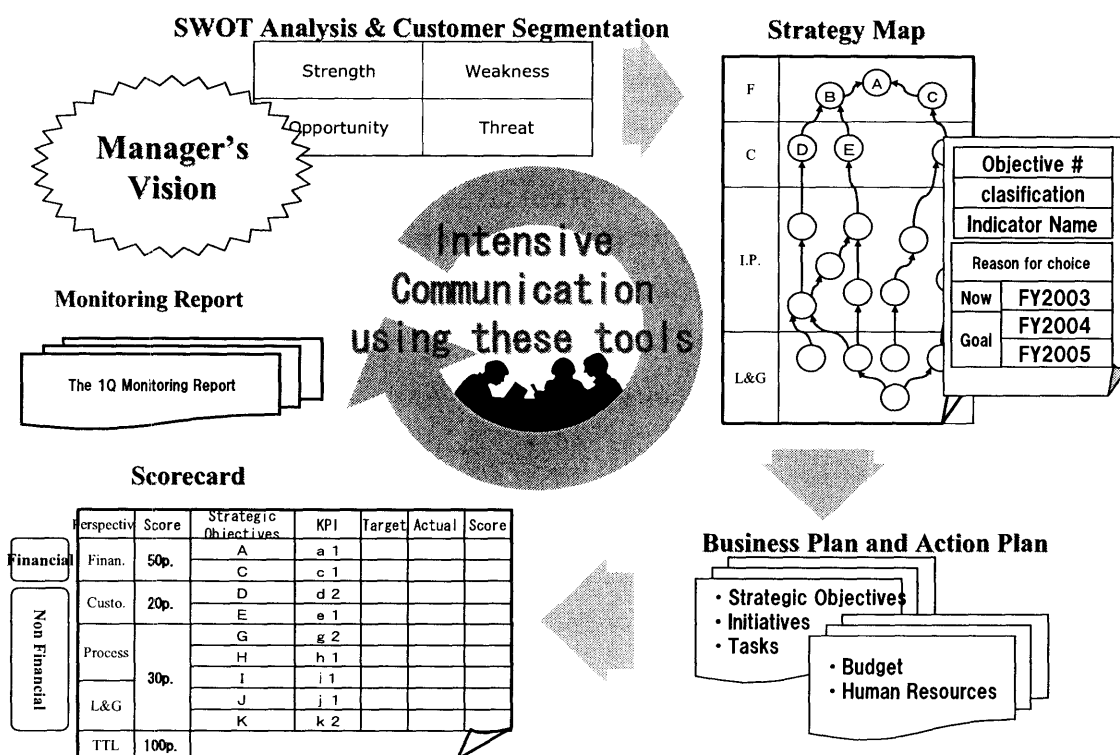 SWOT Analysis & Customer Segmentation
Strength Weakness
Opportunity Threat
Manager's
Vision
Strategy Map
F
A
B
C
C
D
E
I.P.
L&G
Objective #
clasification
Indicator Name
Reason for choice
Now FY2003
Goal FY2004
FY2005
Intensive
Communication
using these tools
Monitoring Report
The 1Q Monitoring Report
Business Plan and Action Plan
・Strategic Objectives
・Initiatives
・Tasks
・Budget
・Human Resources
Scorecard
Perspectiv Score Strategic Objectives KPI Target Actual Score
Financial
Non Financial
Finan. 50p. A a 1
C c 1
Custo. 20p. D d 2
E e 1
Process 30p. G g 2
H h 1
I i 1
L&G J j 1
K k 2
TTL 100p.